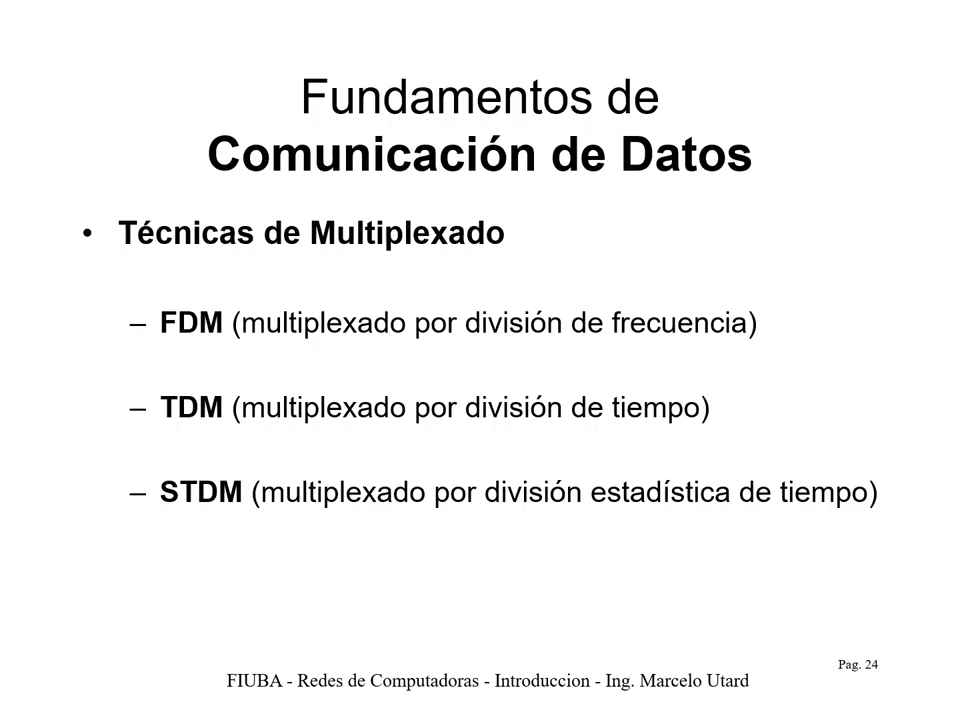 Fundamentos de
Comunicación de Datos
• Técnicas de Multiplexado
– FDM (multiplexado por división de frecuencia)
– TDM (multiplexado por división de tiempo)
– STDM (multiplexado por división estadística de tiempo)
Pag. 24
FIUBA - Redes de Computadoras - Introduccion - Ing. Marcelo Utard